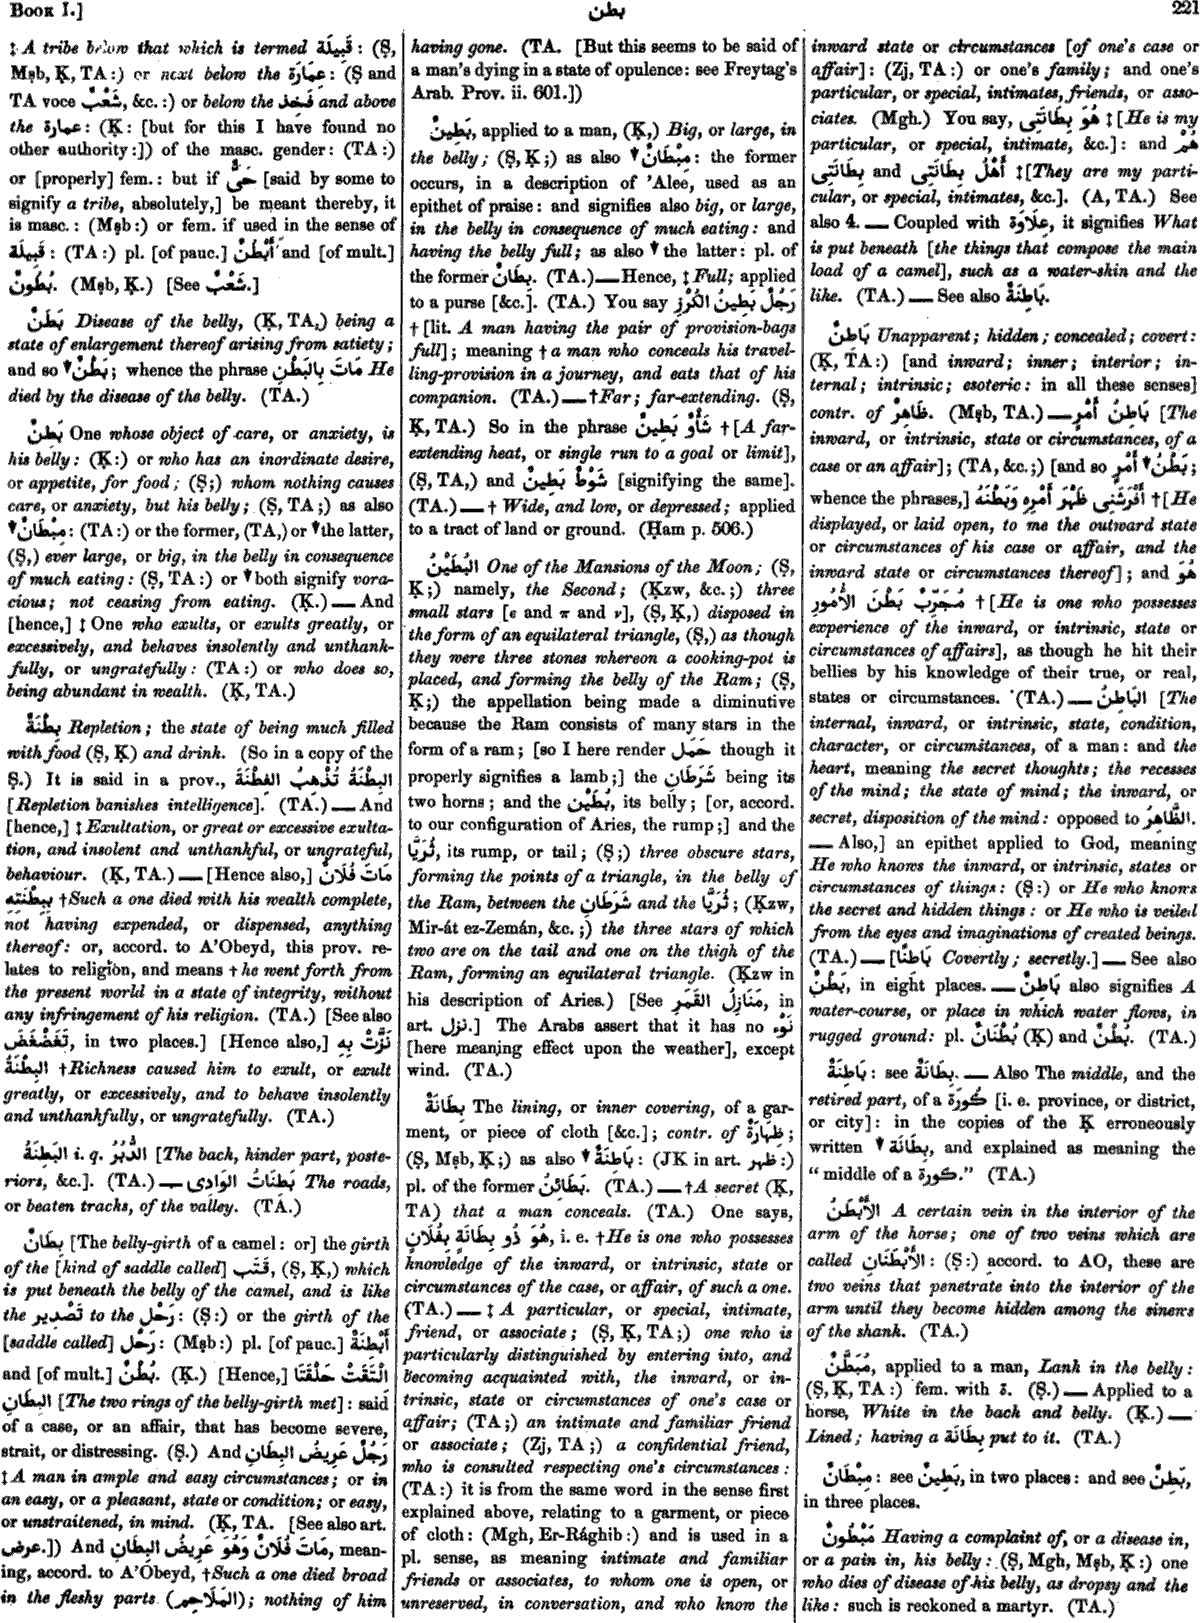 Book I.]
بطن
221
‡ A tribe below that which is termed قَبِيلَة: (Ṣ,
Mṣb, Ḳ, TA:) or next below the عِمَارَة: (Ṣ and
TA voce شَعْبٌ, &c.:) or below the فَخِذ and above
the عمارة: (Ḳ: [but for this I have found no
other authority:]) of the masc. gender: (TA:)
or [properly] fem.: but if حَىّ [said by some to
signify a tribe, absolutely,] be meant thereby, it
is masc.: (Mṣb:) or fem. if used in the sense of
قَبِيلَة: (TA:) pl. [of pauc.] أَبْطُنٌ and [of mult.]
بُطُونٌ. (Mṣb, Ḳ.) [See شَعْبٌ.]
بَطَنٌ Disease of the belly, (Ḳ, TA,) being a
state of enlargement thereof arising from satiety;
and so ▾بَطْنٌ; whence the phrase مَاتَ بِالبَطْنِ He
died by the disease of the belly. (TA.)
بَطِنٌ One whose object of care, or anxiety, is
his belly: (Ḳ:) or who has an inordinate desire,
or appetite, for food; (Ṣ;) whom nothing causes
care, or anxiety, but his belly; (Ṣ, TA;) as also
▾مِبْطَانٌ: (TA:) or the former, (TA,) or ▾the latter,
(Ṣ,) ever large, or big, in the belly in consequence
of much eating: (Ṣ, TA:) or ▾both signify vora-
cious; not ceasing from eating. (Ḳ.) — And
[hence,] ‡ One who exults, or exults greatly, or
excessively, and behaves insolently and unthank-
fully, or ungratefully: (TA:) or who does so,
being abundant in wealth. (Ḳ, TA.)
بِطْنَةٌ Repletion; the state of being much filled
with food (Ṣ, Ḳ) and drink. (So in a copy of the
Ṣ.) It is said in a prov., البِطْنَةُ تُذْهِبُ الفِطْنَةَ
[Repletion banishes intelligence]. (TA.) — And
[hence,] ‡ Exultation, or great or excessive exulta-
tion, and insolent and unthankful, or ungrateful,
behaviour. (Ḳ, TA.) — [Hence also,] مَاتَ فُلَانٌ
بِبِطْنَتِهِ † Such a one died with his wealth complete,
not having expended, or dispensed, anything
thereof: or, accord. to A'Obeyd, this prov. re-
lates to religion, and means † he went forth from
the present world in a state of integrity, without
any infringement of his religion. (TA.) [See also
تَغَضْغَضَ, in two places.] [Hence also,] نَزَّتْ بِهِ
البِطْنَةُ † Richness caused him to exult, or exult
greatly, or excessively, and to behave insolently
and unthankfully, or ungratefully. (TA.)
البَطِنَةُ i. q. الدُّبُرُ [The back, hinder part, poste-
riors, &c.]. (TA.) — بَطِنَاتُ الوَادِى The roads,
or beaten tracks, of the valley. (TA.)
بِطَانٌ [The belly-girth of a camel: or] the girth
of the [kind of saddle called] قَتَب, (Ṣ, Ḳ,) which
is put beneath the belly of the camel, and is like
the تَصْدِير to the رَحْل: (Ṣ:) or the girth of the
[saddle called] رَحْل: (Mṣb:) pl. [of pauc.] أَبْطِنَةٌ
and [of mult.] بُطْنٌ. (Ḳ.) [Hence,] الْتَقَتْ حَلْقَتَا
البِطَانِ [The two rings of the belly-girth met]: said
of a case, or an affair, that has become severe,
strait, or distressing. (Ṣ.) And رَجُلٌ عَرِيضُ البِطَانِ
‡ A man in ample and easy circumstances; or in
an easy, or a pleasant, state or condition; or easy,
or unstraitened, in mind. (Ḳ, TA. [See also art.
عرض.]) And مَاتَ فُلَانٌ وَهُوَ عَرِيضُ البِطَانِ, mean-
ing, accord. to A'Obeyd, † Such a one died broad
in the fleshy parts (المَلَاحِم); nothing of him
having gone. (TA. [But this seems to be said of
a man's dying in a state of opulence: see Freytag's
Arab. Prov. ii. 601.])
بَطِينٌ, applied to a man, (Ḳ,) Big, or large, in
the belly; (Ṣ, Ḳ;) as also ▾مِبْطَانٌ: the former
occurs, in a description of 'Alee, used as an
epithet of praise: and signifies also big, or large,
in the belly in consequence of much eating: and
having the belly full; as also ▾ the latter: pl. of
the former بِطَانٌ. (TA.) — Hence, ‡ Full; applied
to a purse [&c.]. (TA.) You say رَجُلٌ بَطِينُ الكُرْزِ
† [lit. A man having the pair of provision-bags
full]; meaning † a man who conceals his travel-
ling-provision in a journey, and eats that of his
companion. (TA.) — † Far; far-extending. (Ṣ,
Ḳ, TA.) So in the phrase شَأْوٌ بَطِينٌ † [A far-
extending heat, or single run to a goal or limit],
(Ṣ, TA,) and شَوْطٌ بَطِينٌ [signifying the same].
(TA.) — † Wide, and low, or depressed; applied
to a tract of land or ground. (Ḥam p. 506.)
البُطَيْنُ One of the Mansions of the Moon; (Ṣ,
Ḳ;) namely, the Second; (Ḳzw, &c.;) three
small stars [ε and π and ν], (Ṣ, Ḳ,) disposed in
the form of an equilateral triangle, (Ṣ,) as though
they were three stones whereon a cooking-pot is
placed, and forming the belly of the Ram; (Ṣ,
Ḳ;) the appellation being made a diminutive
because the Ram consists of many stars in the
form of a ram; [so I here render حَمَل though it
properly signifies a lamb;] the شَرَطَانِ being its
two horns; and the بُطَيْن, its belly; [or, accord.
to our configuration of Aries, the rump;] and the
ثُرَيَّا, its rump, or tail; (Ṣ;) three obscure stars,
forming the points of a triangle, in the belly of
the Ram, between the شَرَطَانِ and the ثُرَيَّا; (Ḳzw,
Mir-át ez-Zemán, &c.;) the three stars of which
two are on the tail and one on the thigh of the
Ram, forming an equilateral triangle. (Ḳzw in
his description of Aries.) [See مَنَازِلُ القَمَرِ, in
art. نزل.] The Arabs assert that it has no نَوْء
[here meaning effect upon the weather], except
wind. (TA.)
بِطَانَةٌ The lining, or inner covering, of a gar-
ment, or piece of cloth [&c.]; contr. of ظِهَارَةٌ;
(Ṣ, Mṣb, Ḳ;) as also ▾بَاطِنَةٌ: (JK in art. ظهر:)
pl. of the former بَطَائِنُ. (TA.) — † A secret (Ḳ,
TA) that a man conceals. (TA.) One says,
هُوَ ذُو بِطَانَةٍ بِفُلَانٍ, i. e. † He is one who possesses
knowledge of the inward, or intrinsic, state or
circumstances of the case, or affair, of such a one.
(TA.) — ‡ A particular, or special, intimate,
friend, or associate; (Ṣ, Ḳ, TA;) one who is
particularly distinguished by entering into, and
becoming acquainted with, the inward, or in-
trinsic, state or circumstances of one's case or
affair; (TA;) an intimate and familiar friend
or associate; (Zj, TA;) a confidential friend,
who is consulted respecting one's circumstances:
(TA:) it is from the same word in the sense first
explained above, relating to a garment, or piece
of cloth: (Mgh, Er-Rághib:) and is used in a
pl. sense, as meaning intimate and familiar
friends or associates, to whom one is open, or
unreserved, in conversation, and who know the
inward state or circumstances [of one's case or
affair]: (Zj, TA:) or one's family; and one's
particular, or special, intimates, friends, or asso-
ciates. (Mgh.) You say, هُوَ بِطَانَتِى ‡ [He is my
particular, or special, intimate, &c.]: and هُمْ
بِطَانَتِى and أَهْلُ بِطَانَتِى ‡ [They are my parti-
cular, or special, intimates, &c.]. (A, TA.) See
also 4. — Coupled with عِلَاوَة, it signifies What
is put beneath [the things that compose the main
load of a camel], such as a water-skin and the
like. (TA.) — See also بَاطِنَةٌ.
بَاطِنٌ Unapparent; hidden; concealed; covert:
(Ḳ, TA:) [and inward; inner; interior; in-
ternal; intrinsic; esoteric: in all these senses]
contr. of ظَاهِرٌ. (Mṣb, TA.) — بَاطِنُ أَمْرٍ [The
inward, or intrinsic, state or circumstances, of a
case or an affair]; (TA, &c.;) [and so ▾بَطْنُ أَمْرٍ;
whence the phrases,] أَفْرَشَنِى ظَهْرَ أَمْرِهِ وَبَطْنَهُ † [He
displayed, or laid open, to me the outward state
or circumstances of his case or affair, and the
inward state or circumstances thereof]; and هُوَ
مُجَرِّبٌ بَطْنَ الأُمُورِ † [He is one who possesses
experience of the inward, or intrinsic, state or
circumstances of affairs], as though he hit their
bellies by his knowledge of their true, or real,
states or circumstances. (TA.) — البَاطِنُ [The
internal, inward, or intrinsic, state, condition,
character, or circumstances, of a man: and the
heart, meaning the secret thoughts; the recesses
of the mind; the state of mind; the inward, or
secret, disposition of the mind: opposed to الظَّاهِرُ.
— Also,] an epithet applied to God, meaning
He who knows the inward, or intrinsic, states or
circumstances of things: (Ṣ:) or He who knows
the secret and hidden things: or He who is veiled
from the eyes and imaginations of created beings.
(TA.) — [بَاطِنًا Covertly; secretly.] — See also
بَطْنٌ, in eight places. — بَاطِنٌ also signifies A
water-course, or place in which water flows, in
rugged ground: pl. بُطْنَانٌ (Ḳ) and بُطْنٌ. (TA.)
بَاطِنَةٌ: see بِطَانَةٌ. — Also The middle, and the
retired part, of a كُورَة [i. e. province, or district,
or city]: in the copies of the Ḳ erroneously
written ▾ بِطَانَة, and explained as meaning the
“middle of a كورة.” (TA.)
الأَبْطَنُ A certain vein in the interior of the
arm of the horse; one of two veins which are
called الأَبْطَنَانِ: (Ṣ:) accord. to AO, these are
two veins that penetrate into the interior of the
arm until they become hidden among the sinews
of the shank. (TA.)
مُبَطَّنٌ, applied to a man, Lank in the belly:
(Ṣ, Ḳ, TA:) fem. with ة. (Ṣ.) — Applied to a
horse, White in the back and belly. (Ḳ.) —
Lined; having a بِطَانَة put to it. (TA.)
مِبْطَانٌ: see بَطِينٌ, in two places: and see بَطِنٌ,
in three places.
مَبْطُونٌ Having a complaint of, or a disease in,
or a pain in, his belly: (Ṣ, Mgh, Mṣb, Ḳ:) one
who dies of disease of his belly, as dropsy and the
like: such is reckoned a martyr. (TA.)